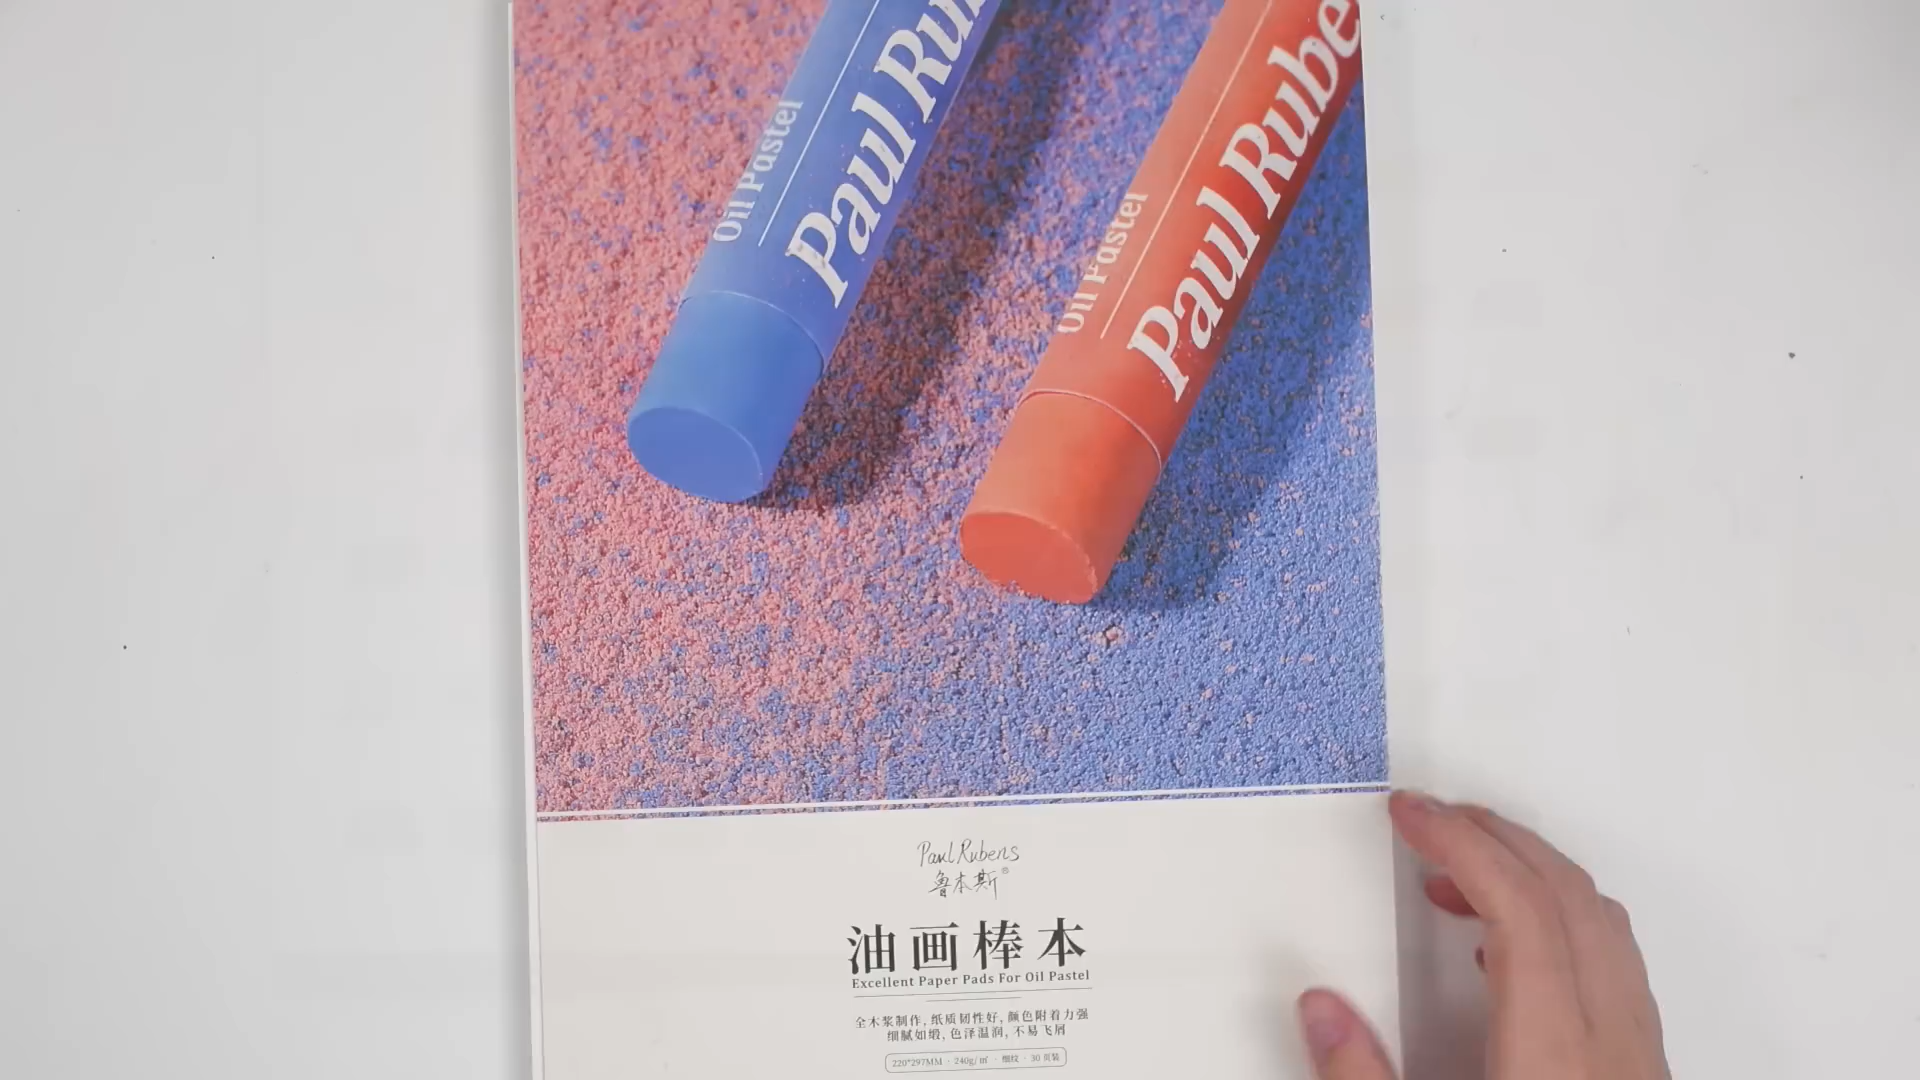 Oil Pastel
Paul Ru
Oil Pastel
Paul Rube
Paul Rubens
鲁本斯®
油画棒本
Excellent Paper Pads For Oil Pastel
全木浆制作, 纸质韧性好, 颜色附着力强
细腻如缎, 色泽温润, 不易飞屑
220*297MM · 240g/㎡ · 细纹 · 30 页装